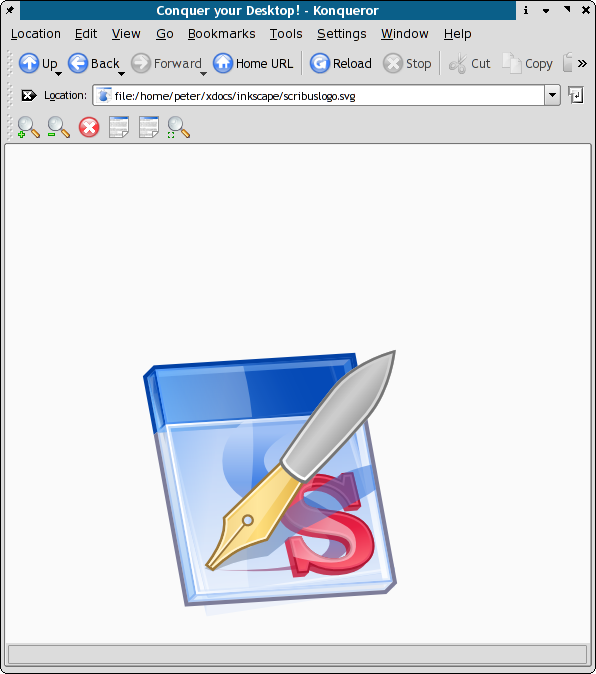 Conquer your Desktop! - Konqueror
Location Edit View Go Bookmarks Tools Settings Window Help
Up Back Forward Home URL Reload Stop Cut Copy
Location: file:/home/peter/xdocs/inkscape/scribuslogo.svg
S